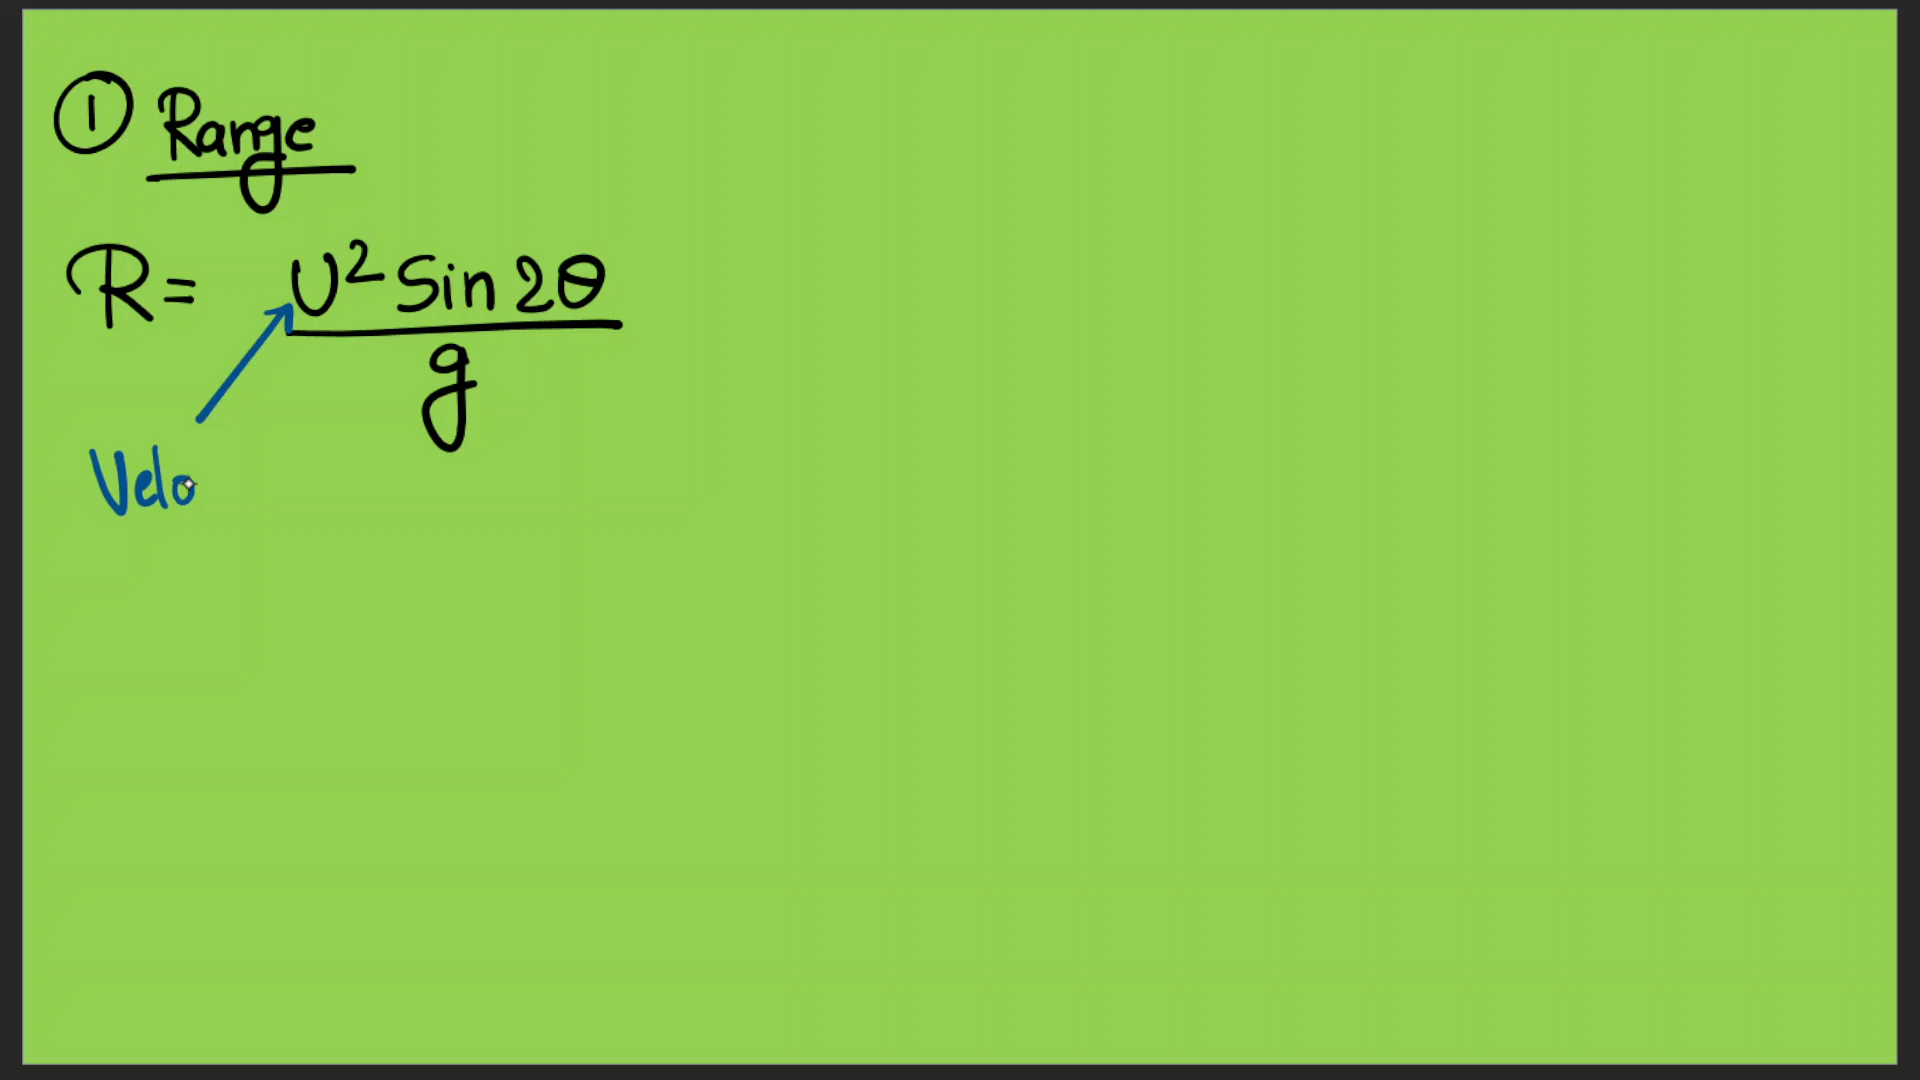 ① Range
R = U² Sin 2θ
g
Velo